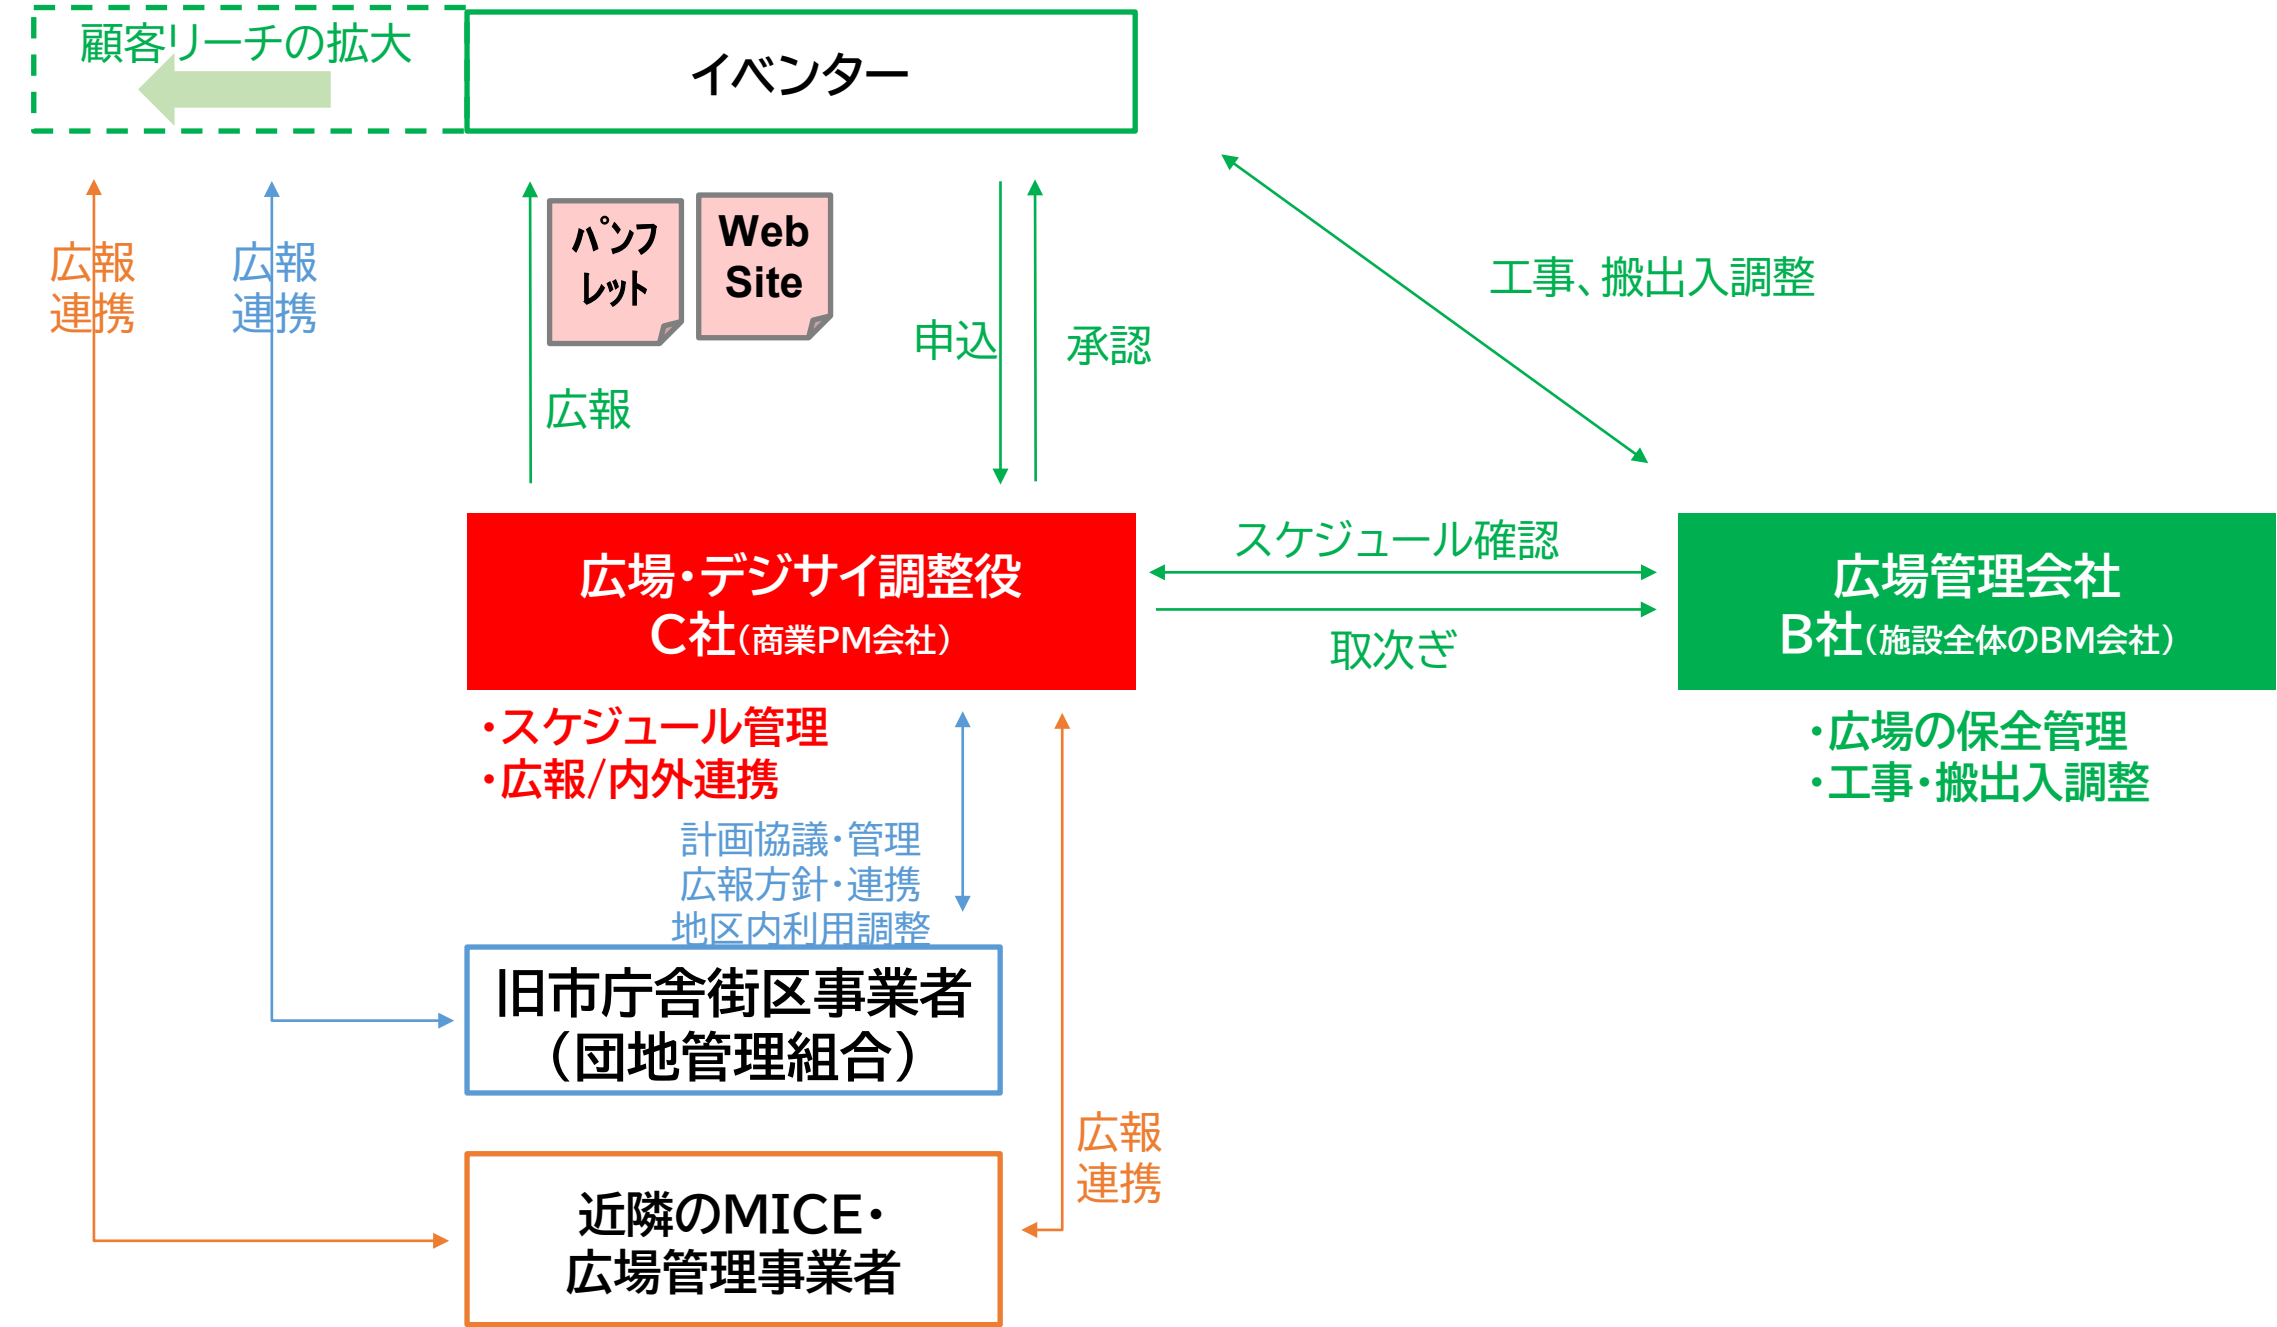 顧客リーチの拡大
イベンター
広報
連携
広報
連携
パンフ
レット
Web
Site
広報
申込
承認
工事、搬出入調整
広場・デジサイ調整役
C社（商業PM会社）
スケジュール確認
取次ぎ
広場管理会社
B社（施設全体のBM会社）
・スケジュール管理
・広報/内外連携
・広場の保全管理
・工事・搬出入調整
計画協議・管理
広報方針・連携
地区内利用調整
旧市庁舎街区事業者
（団地管理組合）
広報
連携
近隣のMICE・
広場管理事業者